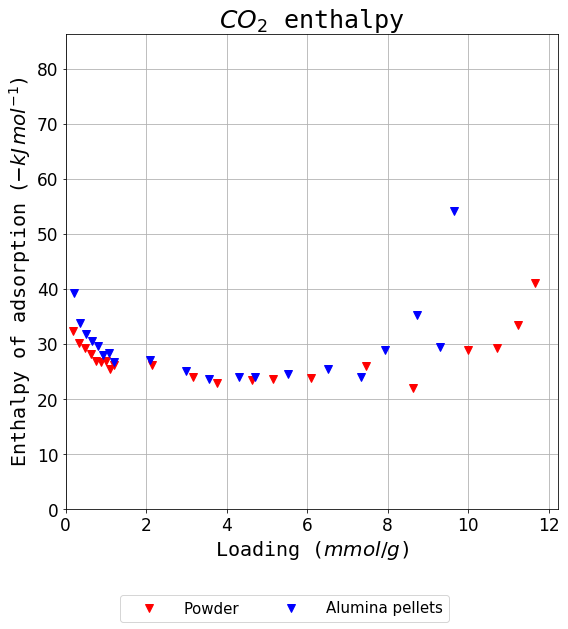 CO₂ enthalpy
Enthalpy of adsorption (−kJ mol⁻¹)
80
70
60
50
40
30
20
10
0
0 2 4 6 8 10 12
Loading (mmol/g)
Powder Alumina pellets